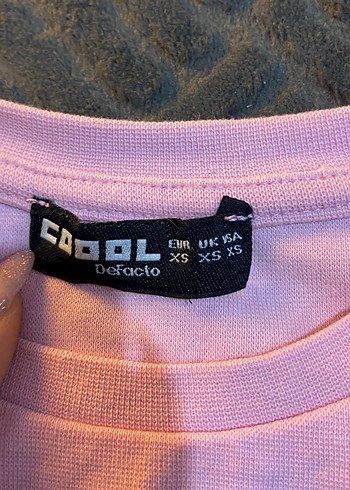 COOOL
DeFacto
EUR UK USA
XS XS XS